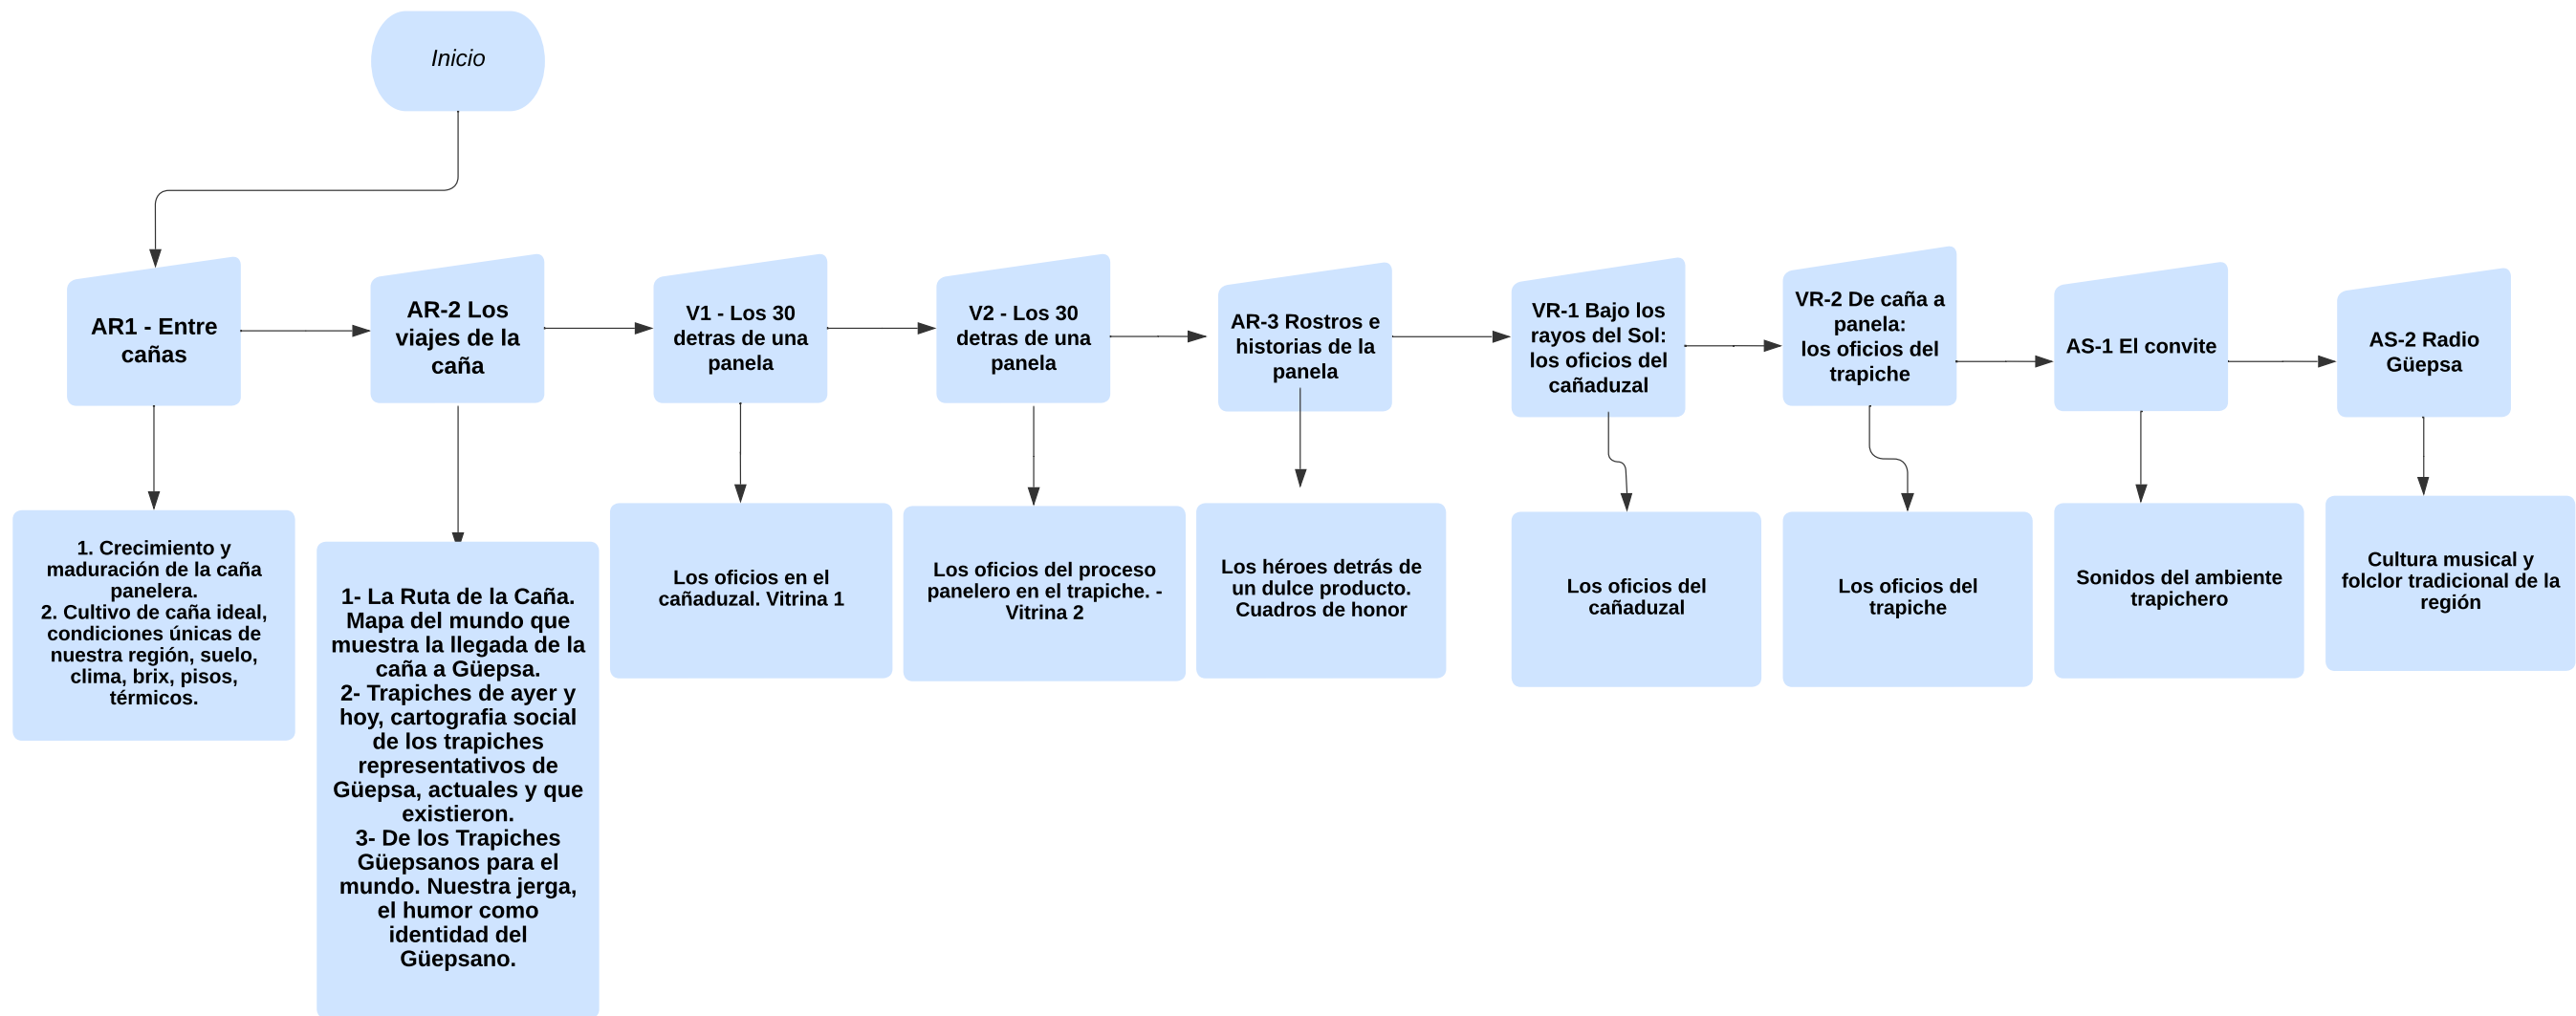 Inicio
AR1 - Entre
cañas
AR-2 Los
viajes de la
caña
V1 - Los 30
detras de una
panela
V2 - Los 30
detras de una
panela
AR-3 Rostros e
historias de la
panela
VR-1 Bajo los
rayos del Sol:
los oficios del
cañaduzal
VR-2 De caña a
panela:
los oficios del
trapiche
AS-1 El convite
AS-2 Radio
Güepsa
1. Crecimiento y
maduración de la caña
panelera.
2. Cultivo de caña ideal,
condiciones únicas de
nuestra región, suelo,
clima, brix, pisos,
térmicos.
1- La Ruta de la Caña.
Mapa del mundo que
muestra la llegada de la
caña a Güepsa.
2- Trapiches de ayer y
hoy, cartografia social
de los trapiches
representativos de
Güepsa, actuales y que
existieron.
3- De los Trapiches
Güepsanos para el
mundo. Nuestra jerga,
el humor como
identidad del
Güepsano.
Los oficios en el
cañaduzal. Vitrina 1
Los oficios del proceso
panelero en el trapiche. -
Vitrina 2
Los héroes detrás de
un dulce producto.
Cuadros de honor
Los oficios del
cañaduzal
Los oficios del
trapiche
Sonidos del ambiente
trapichero
Cultura musical y
folclor tradicional de la
región